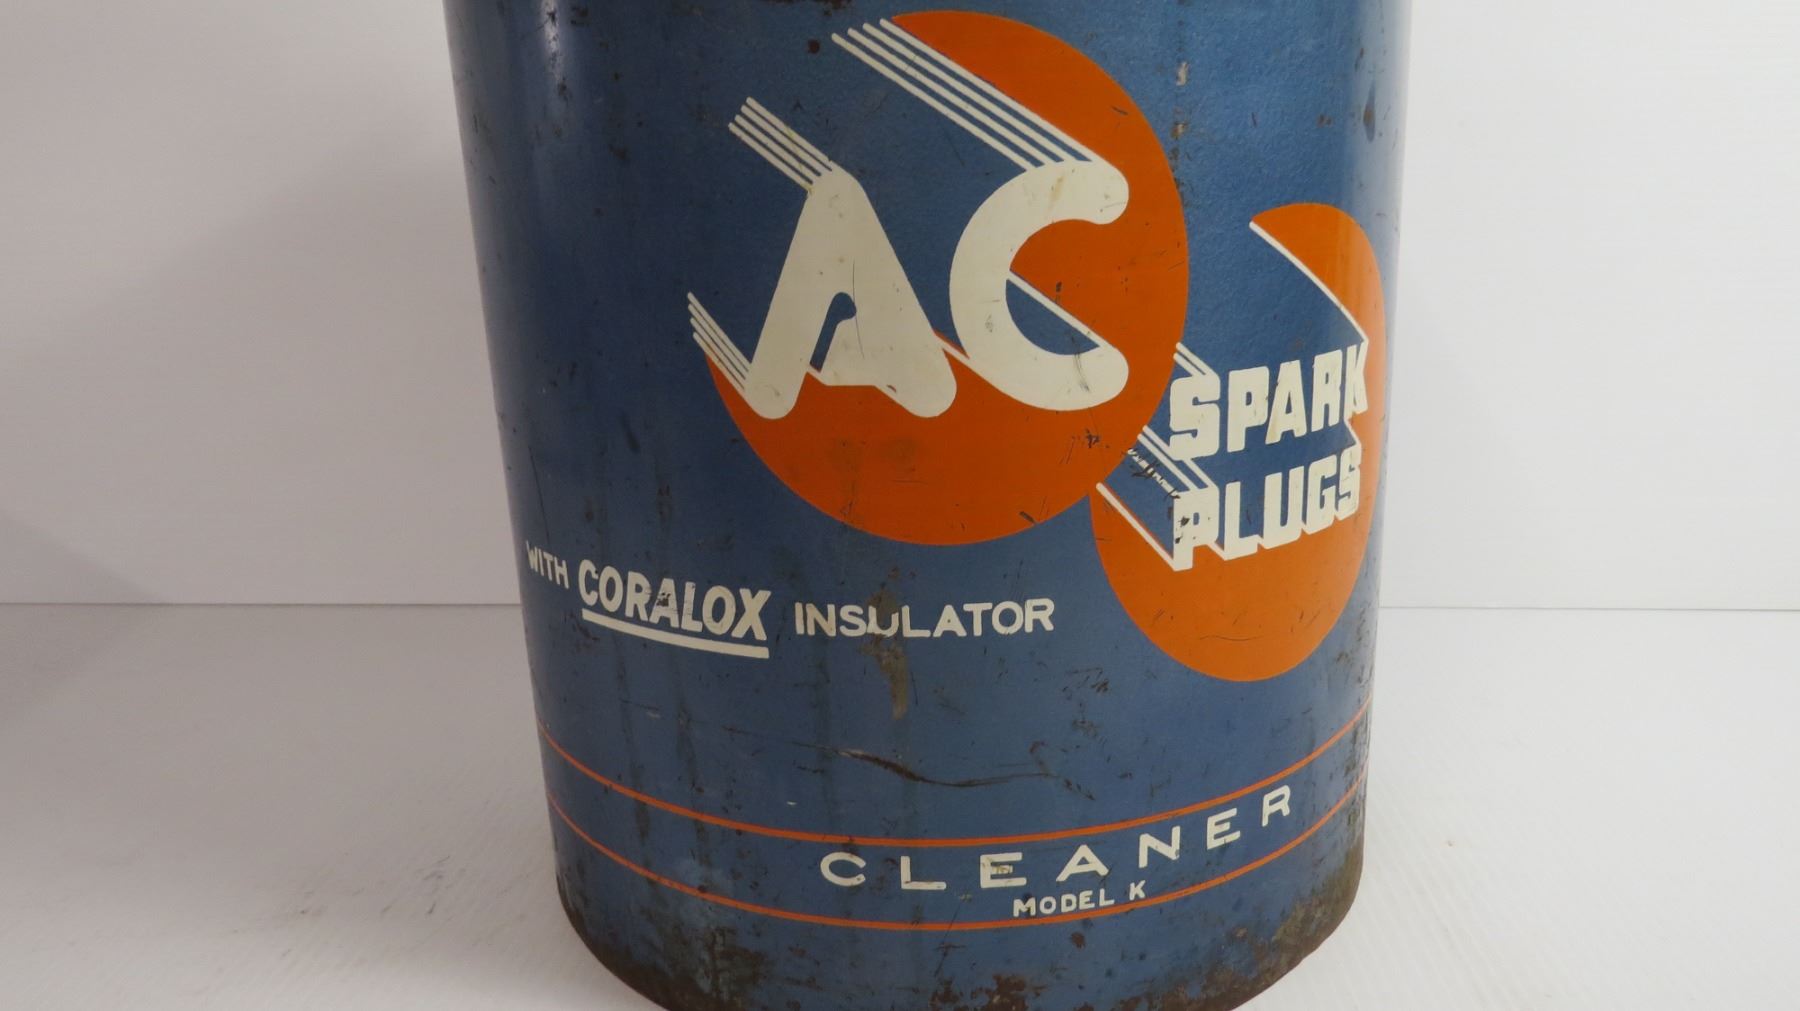 AC
SPARK
PLUGS
WITH CORALOX INSULATOR
CLEANER
MODEL K